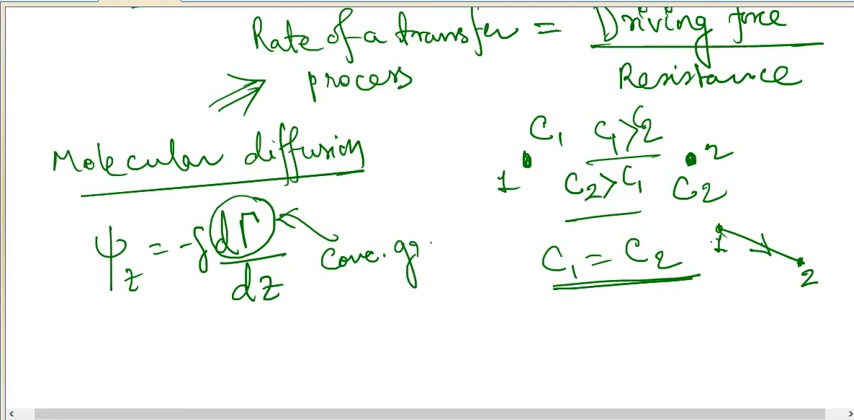 Rate of a transfer = Driving force
process Resistance
Molecular diffusion
1 C₁ C₁>C₂ 2
C₂>C₁ C₂
ψz = -δ dΓ/dz Conc. gr.
C₁ = C₂
1 2